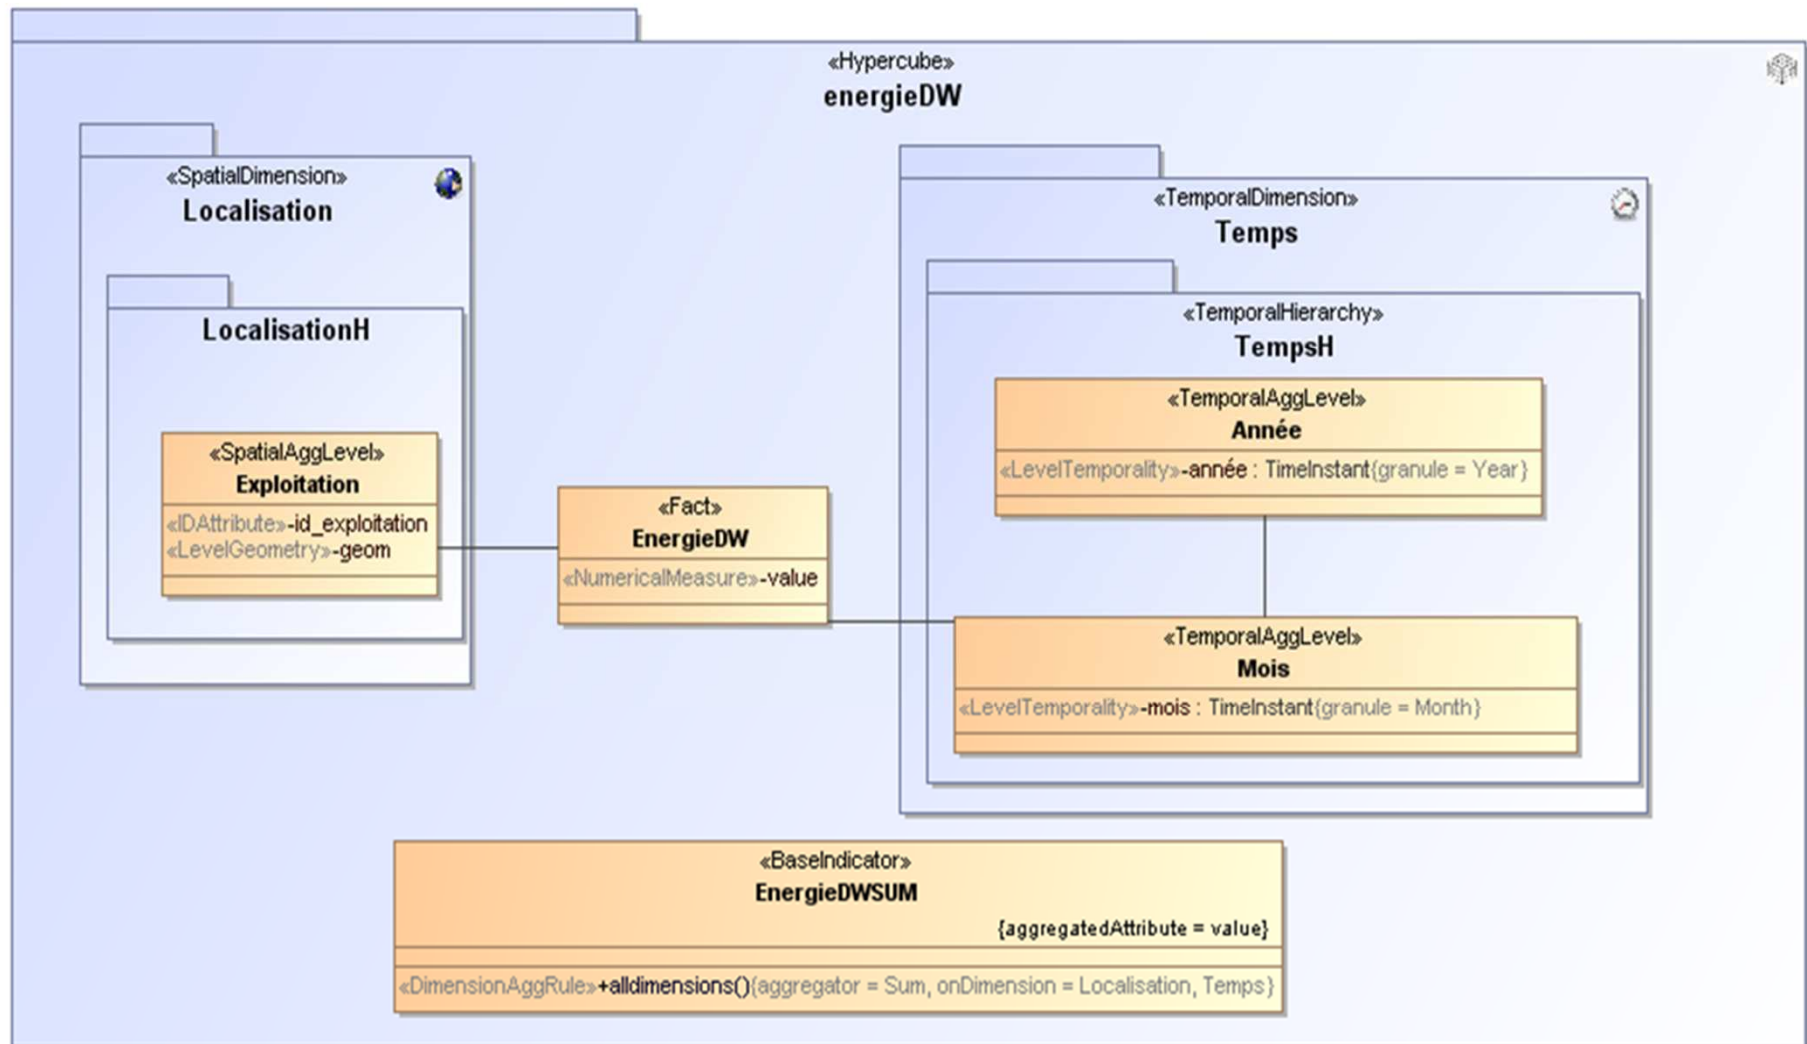 «Hypercube»
energieDW
«SpatialDimension»
Localisation
LocalisationH
«SpatialAggLevel»
Exploitation
«IDAttribute»-id_exploitation
«LevelGeometry»-geom
«Fact»
EnergieDW
«NumericalMeasure»-value
«TemporalDimension»
Temps
«TemporalHierarchy»
TempsH
«TemporalAggLevel»
Année
«LevelTemporality»-année : TimeInstant{granule = Year}
«TemporalAggLevel»
Mois
«LevelTemporality»-mois : TimeInstant{granule = Month}
«BaseIndicator»
EnergieDWSUM
{aggregatedAttribute = value}
«DimensionAggRule»+alldimensions(){aggregator = Sum, onDimension = Localisation, Temps}